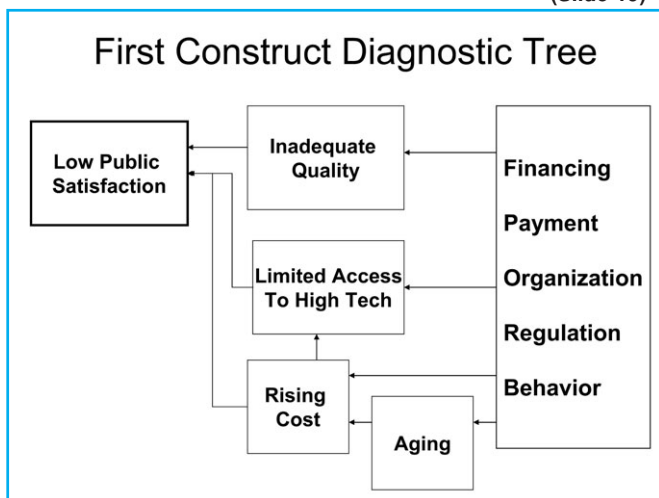 First Construct Diagnostic Tree
Low Public
Satisfaction
Inadequate
Quality
Limited Access
To High Tech
Rising
Cost
Aging
Financing
Payment
Organization
Regulation
Behavior